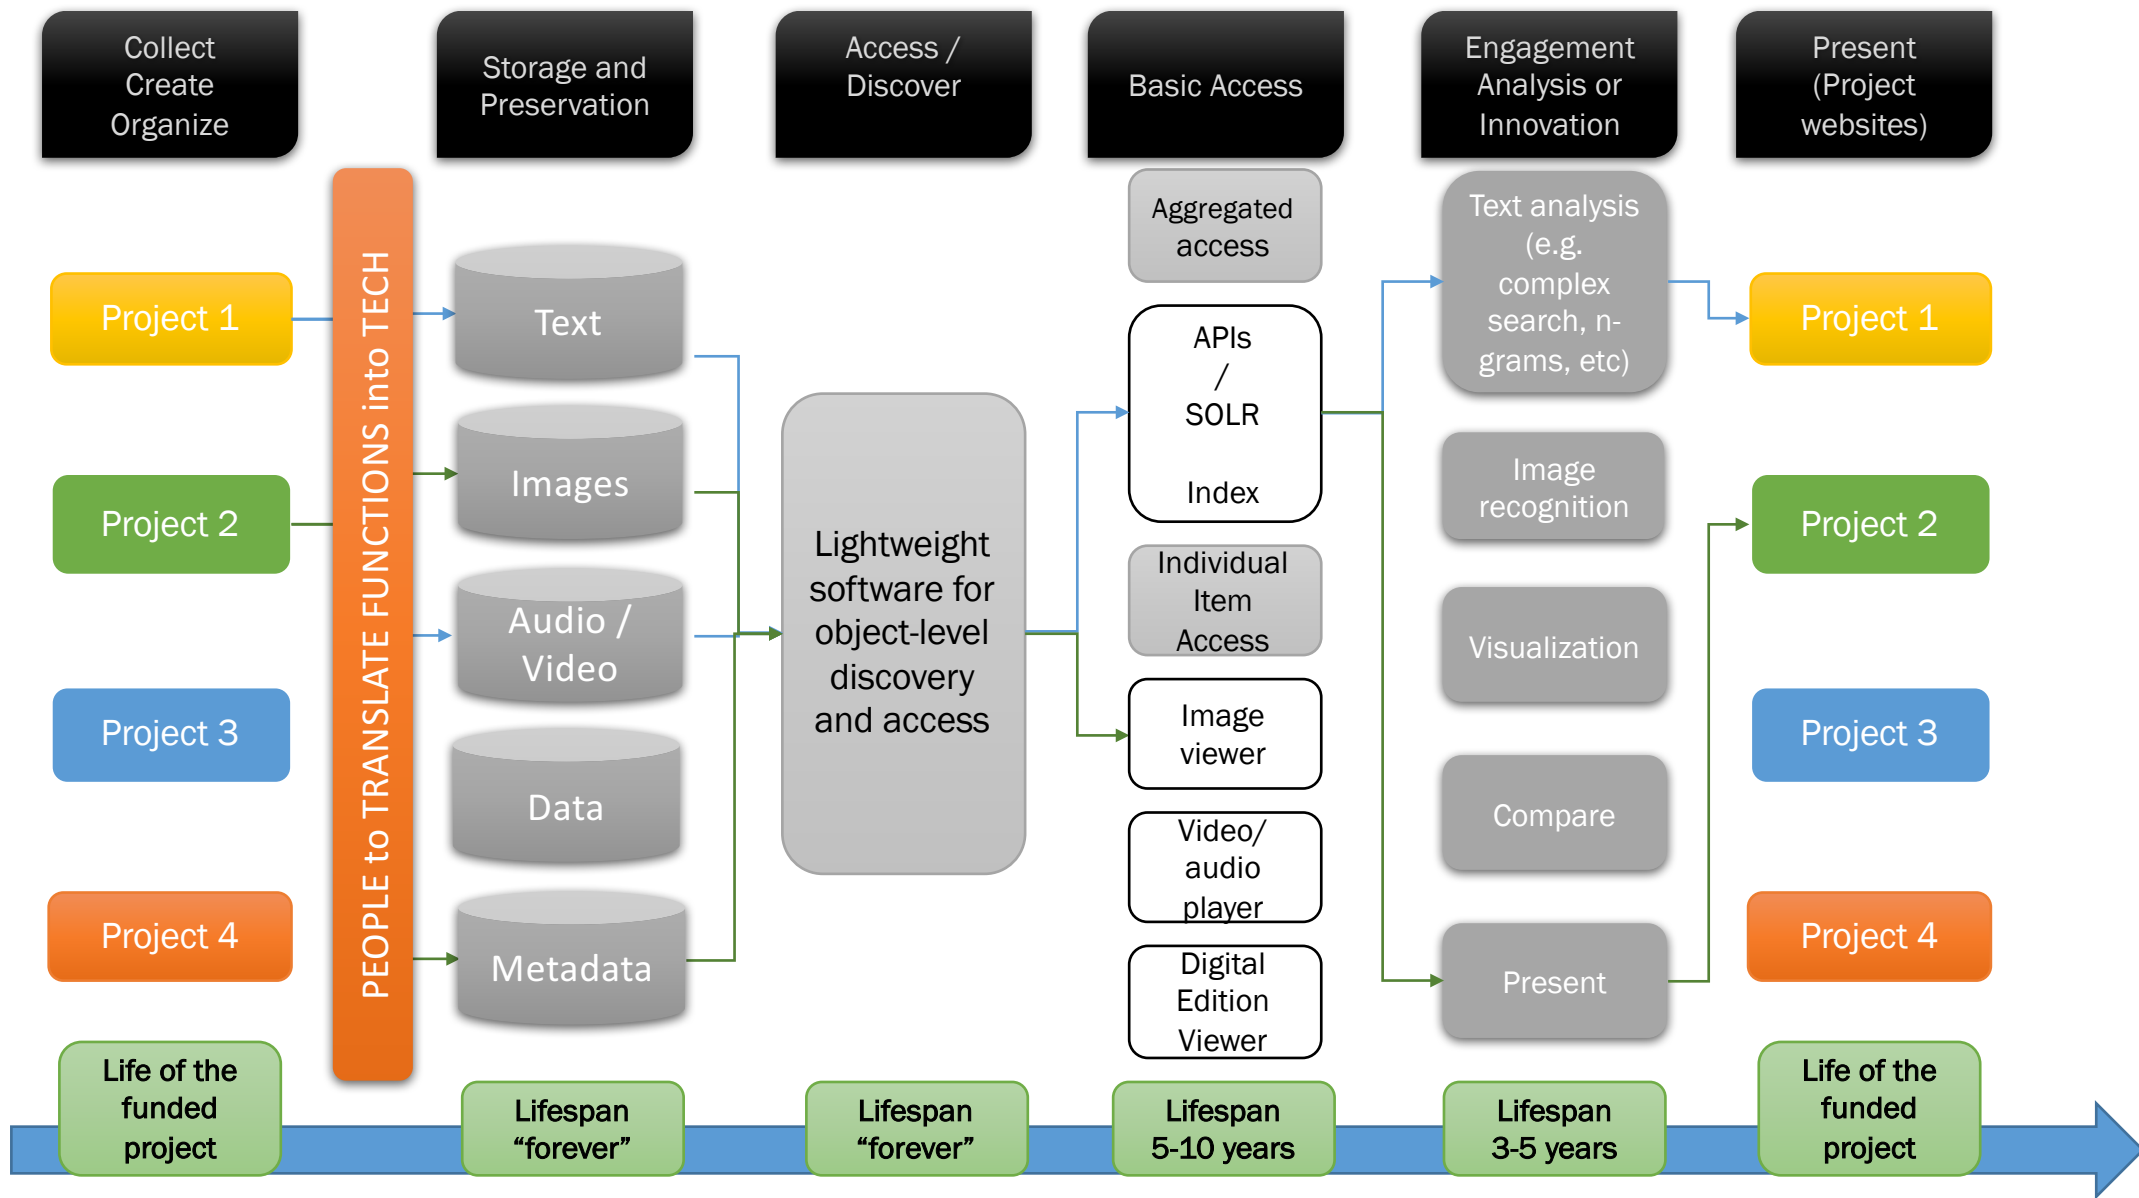 Collect
Create
Organize
Storage and
Preservation
Access /
Discover
Basic Access
Engagement
Analysis or
Innovation
Present
(Project
websites)
Project 1
Project 2
Project 3
Project 4
PEOPLE to TRANSLATE FUNCTIONS into TECH
Text
Images
Audio /
Video
Data
Metadata
Lightweight
software for
object-level
discovery
and access
Aggregated
access
APIs
/
SOLR
Index
Individual
Item
Access
Image
viewer
Video/
audio
player
Digital
Edition
Viewer
Text analysis
(e.g.
complex
search, n-
grams, etc)
Image
recognition
Visualization
Compare
Present
Project 1
Project 2
Project 3
Project 4
Life of the
funded
project
Lifespan
“forever”
Lifespan
“forever”
Lifespan
5-10 years
Lifespan
3-5 years
Life of the
funded
project